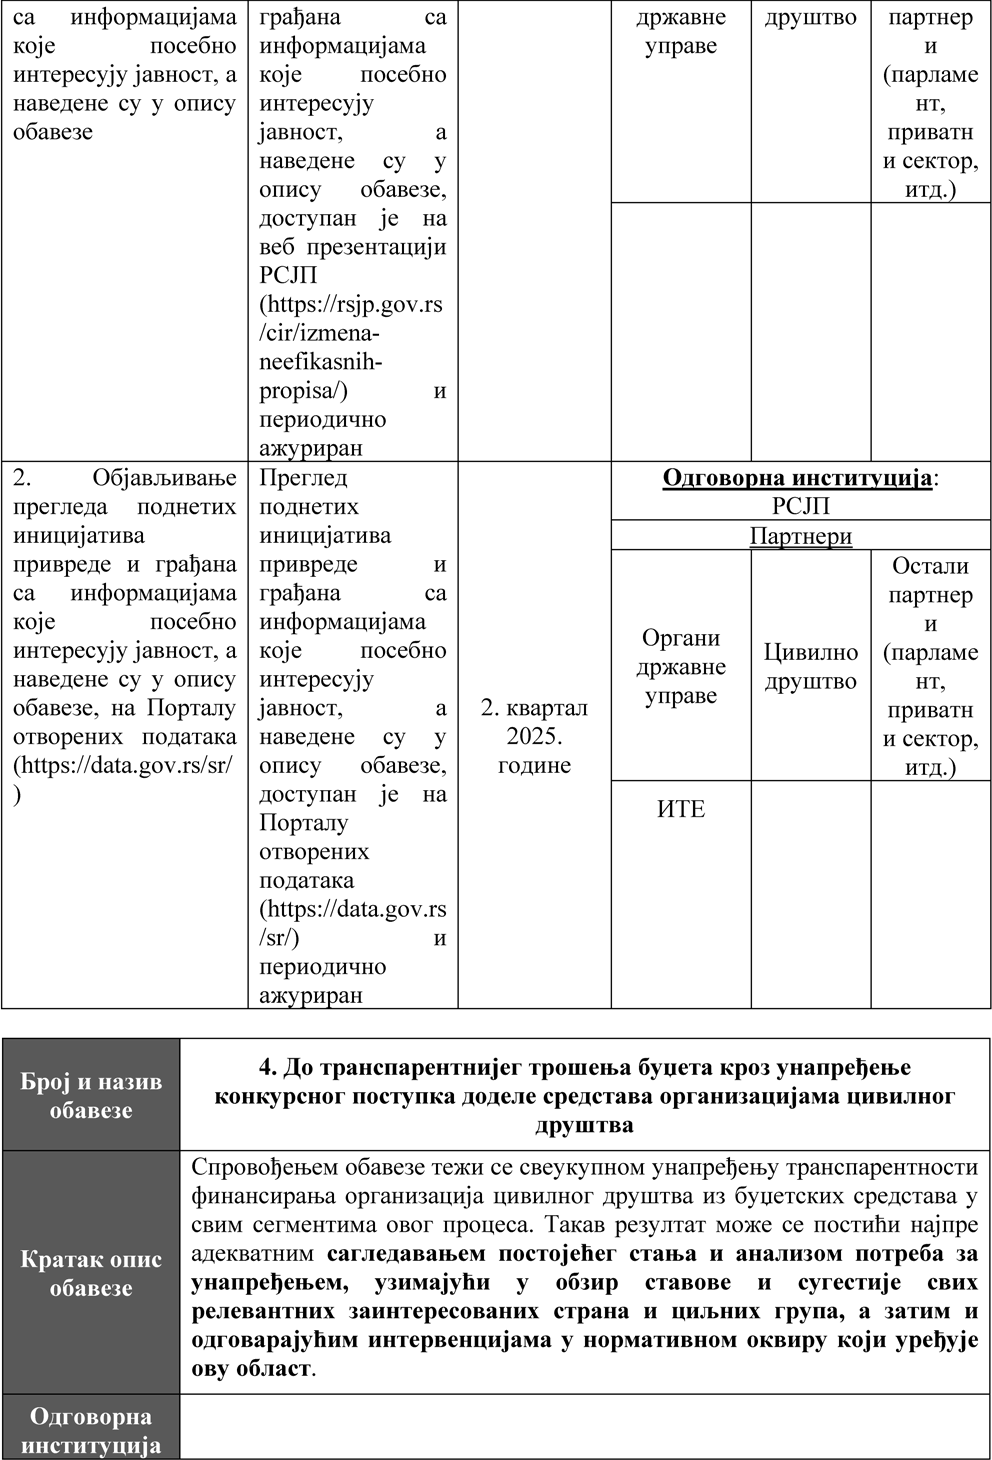 са информацијама
које посебно
интересују јавност, а
наведене су у опису
обавезе
грађана са
информацијама
које посебно
интересују
јавност, а
наведене су у
опису обавезе,
доступан је на
веб презентацији
РСЈП
(https://rsjp.gov.rs
/cir/izmena-
neefikasnih-
propisa/) и
периодично
ажуриран
државне
управе
друштво
партнер
и
(парламе
нт,
приватн
и сектор,
итд.)
2. Објављивање
прегледа поднетих
иницијатива
привреде и грађана
са информацијама
које посебно
интересују јавност, а
наведене су у опису
обавезе, на Порталу
отворених података
(https://data.gov.rs/sr/
)
Преглед
поднетих
иницијатива
привреде и
грађана са
информацијама
које посебно
интересују
јавност, а
наведене су у
опису обавезе,
доступан је на
Порталу
отворених
података
(https://data.gov.rs
/sr/) и
периодично
ажуриран
2. квартал
2025.
године
Одговорна институција:
РСЈП
Партнери
Органи
државне
управе
Цивилно
друштво
Остали
партнер
и
(парламе
нт,
приватн
и сектор,
итд.)
ИТЕ
Број и назив
обавезе
4. До транспарентнијег трошења буџета кроз унапређење
конкурсног поступка доделе средстава организацијама цивилног
друштва
Кратак опис
обавезе
Спровођењем обавезе тежи се свеукупном унапређењу транспарентности
финансирања организација цивилног друштва из буџетских средстава у
свим сегментима овог процеса. Такав резултат може се постићи најпре
адекватним сагледавањем постојећег стања и анализом потреба за
унапређењем, узимајући у обзир ставове и сугестије свих
релевантних заинтересованих страна и циљних група, а затим и
одговарајућим интервенцијама у нормативном оквиру који уређује
ову област.
Одговорна
институција